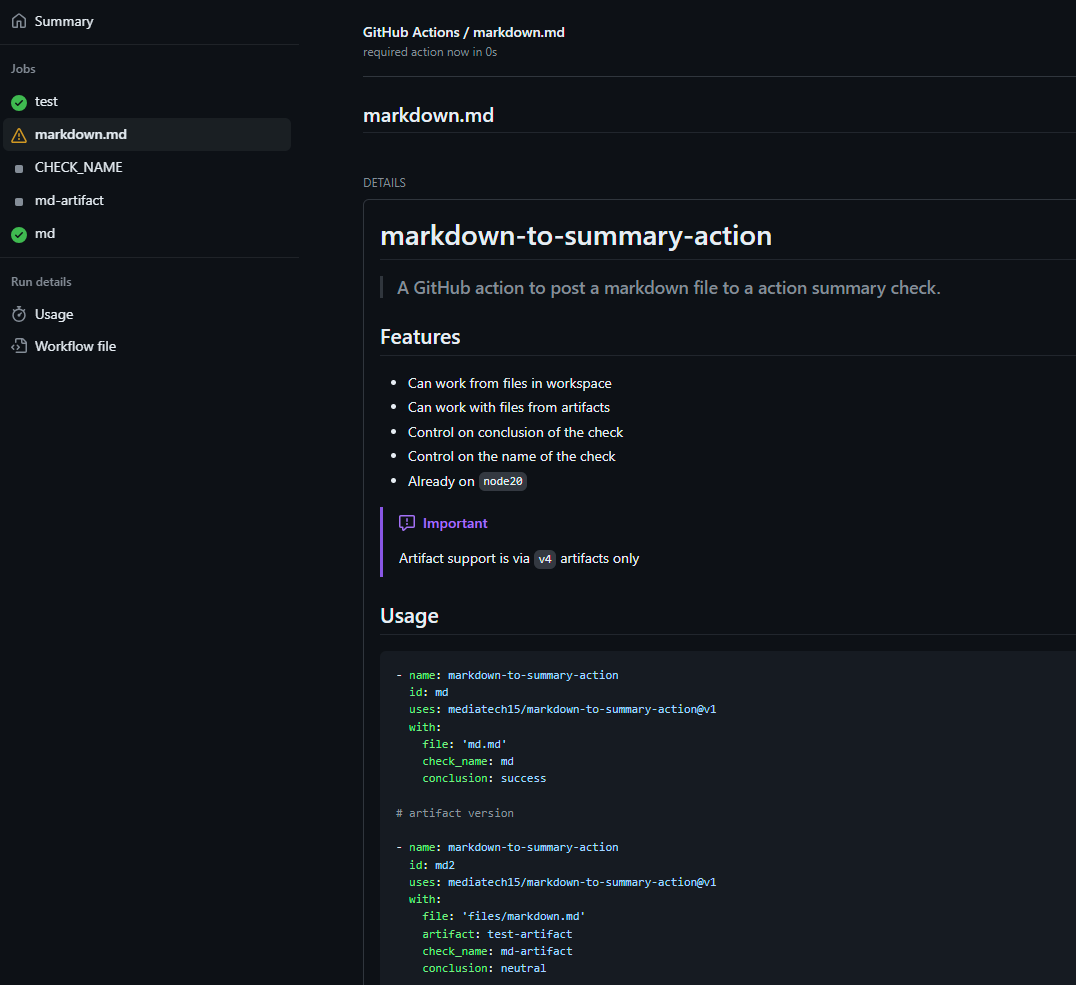 Summary
Jobs
test
markdown.md
CHECK_NAME
md-artifact
md
Run details
Usage
Workflow file
GitHub Actions / markdown.md
required action now in 0s
markdown.md
DETAILS
markdown-to-summary-action
A GitHub action to post a markdown file to a action summary check.
Features
Can work from files in workspace
Can work with files from artifacts
Control on conclusion of the check
Control on the name of the check
Already on node20
Important
Artifact support is via v4 artifacts only
Usage
- name: markdown-to-summary-action
  id: md
  uses: mediatech15/markdown-to-summary-action@v1
  with:
    file: 'md.md'
    check_name: md
    conclusion: success
# artifact version
- name: markdown-to-summary-action
  id: md2
  uses: mediatech15/markdown-to-summary-action@v1
  with:
    file: 'files/markdown.md'
    artifact: test-artifact
    check_name: md-artifact
    conclusion: neutral